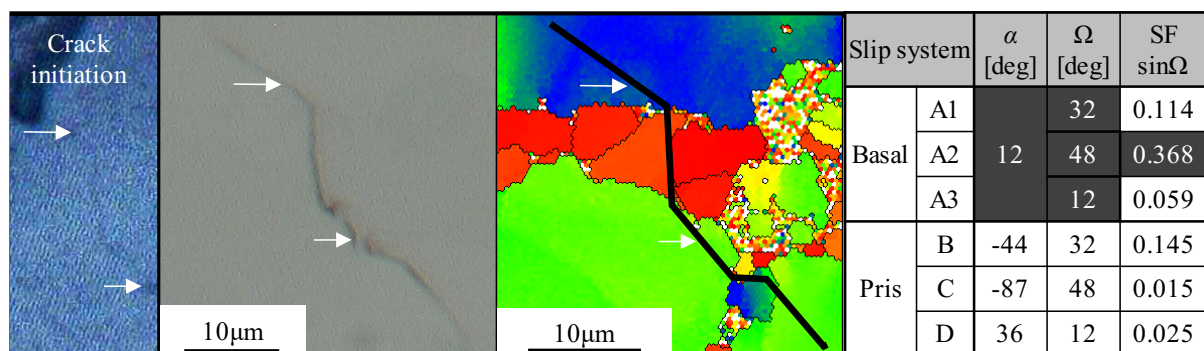 Crack
initiation
10μm
10μm
Slip system α [deg] Ω [deg] SF sinΩ
Basal A1 12 32 0.114
A2 48 0.368
A3 12 0.059
Pris B -44 32 0.145
C -87 48 0.015
D 36 12 0.025